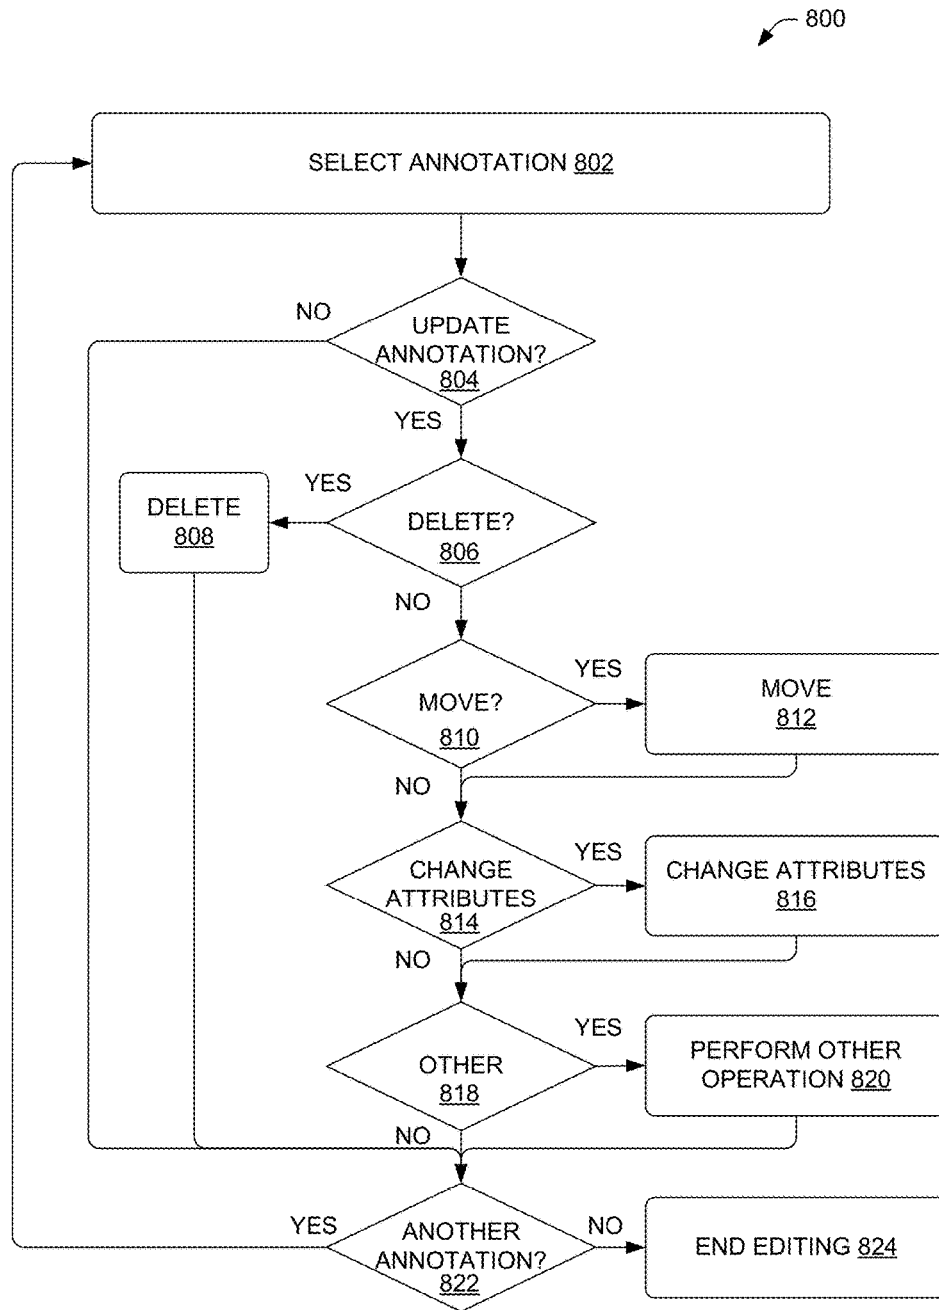 800
SELECT ANNOTATION 802
NO
UPDATE
ANNOTATION?
804
YES
YES
DELETE
808
DELETE?
806
NO
YES
MOVE?
810
MOVE
812
NO
YES
CHANGE
ATTRIBUTES
814
CHANGE ATTRIBUTES
816
NO
YES
OTHER
818
PERFORM OTHER
OPERATION 820
NO
YES
ANOTHER
ANNOTATION?
822
NO
END EDITING 824